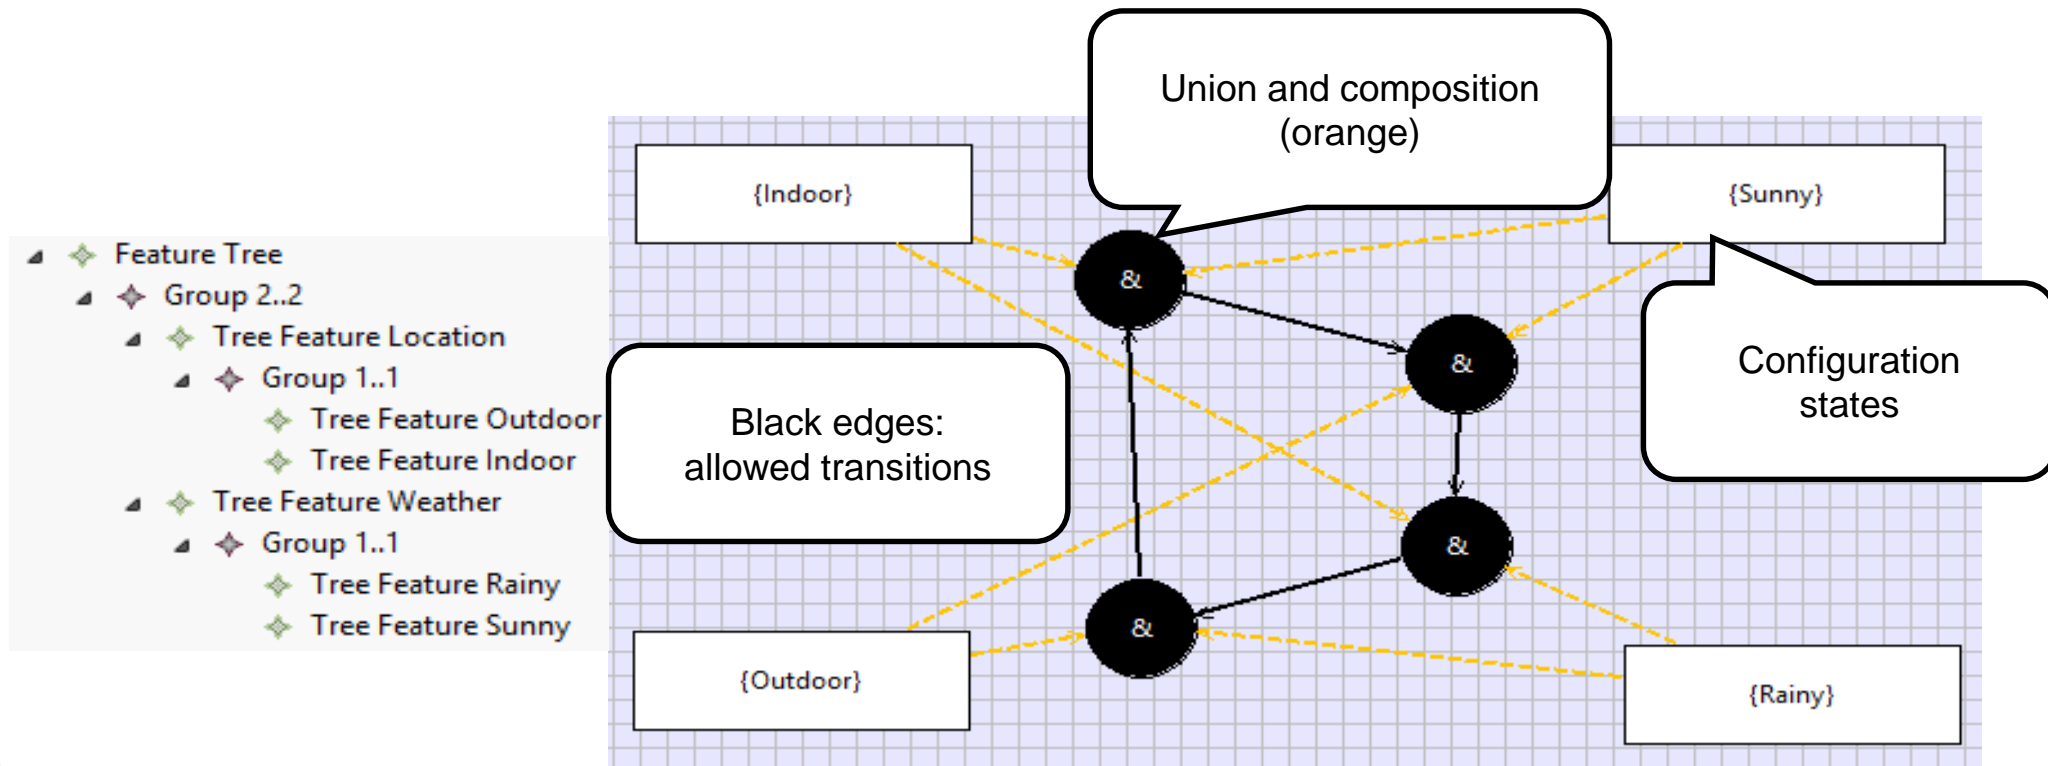 Feature Tree
Group 2..2
Tree Feature Location
Group 1..1
Tree Feature Outdoor
Tree Feature Indoor
Tree Feature Weather
Group 1..1
Tree Feature Rainy
Tree Feature Sunny
Union and composition
(orange)
{Indoor}
{Sunny}
&
&
Configuration
states
Black edges:
allowed transitions
&
&
{Outdoor}
{Rainy}